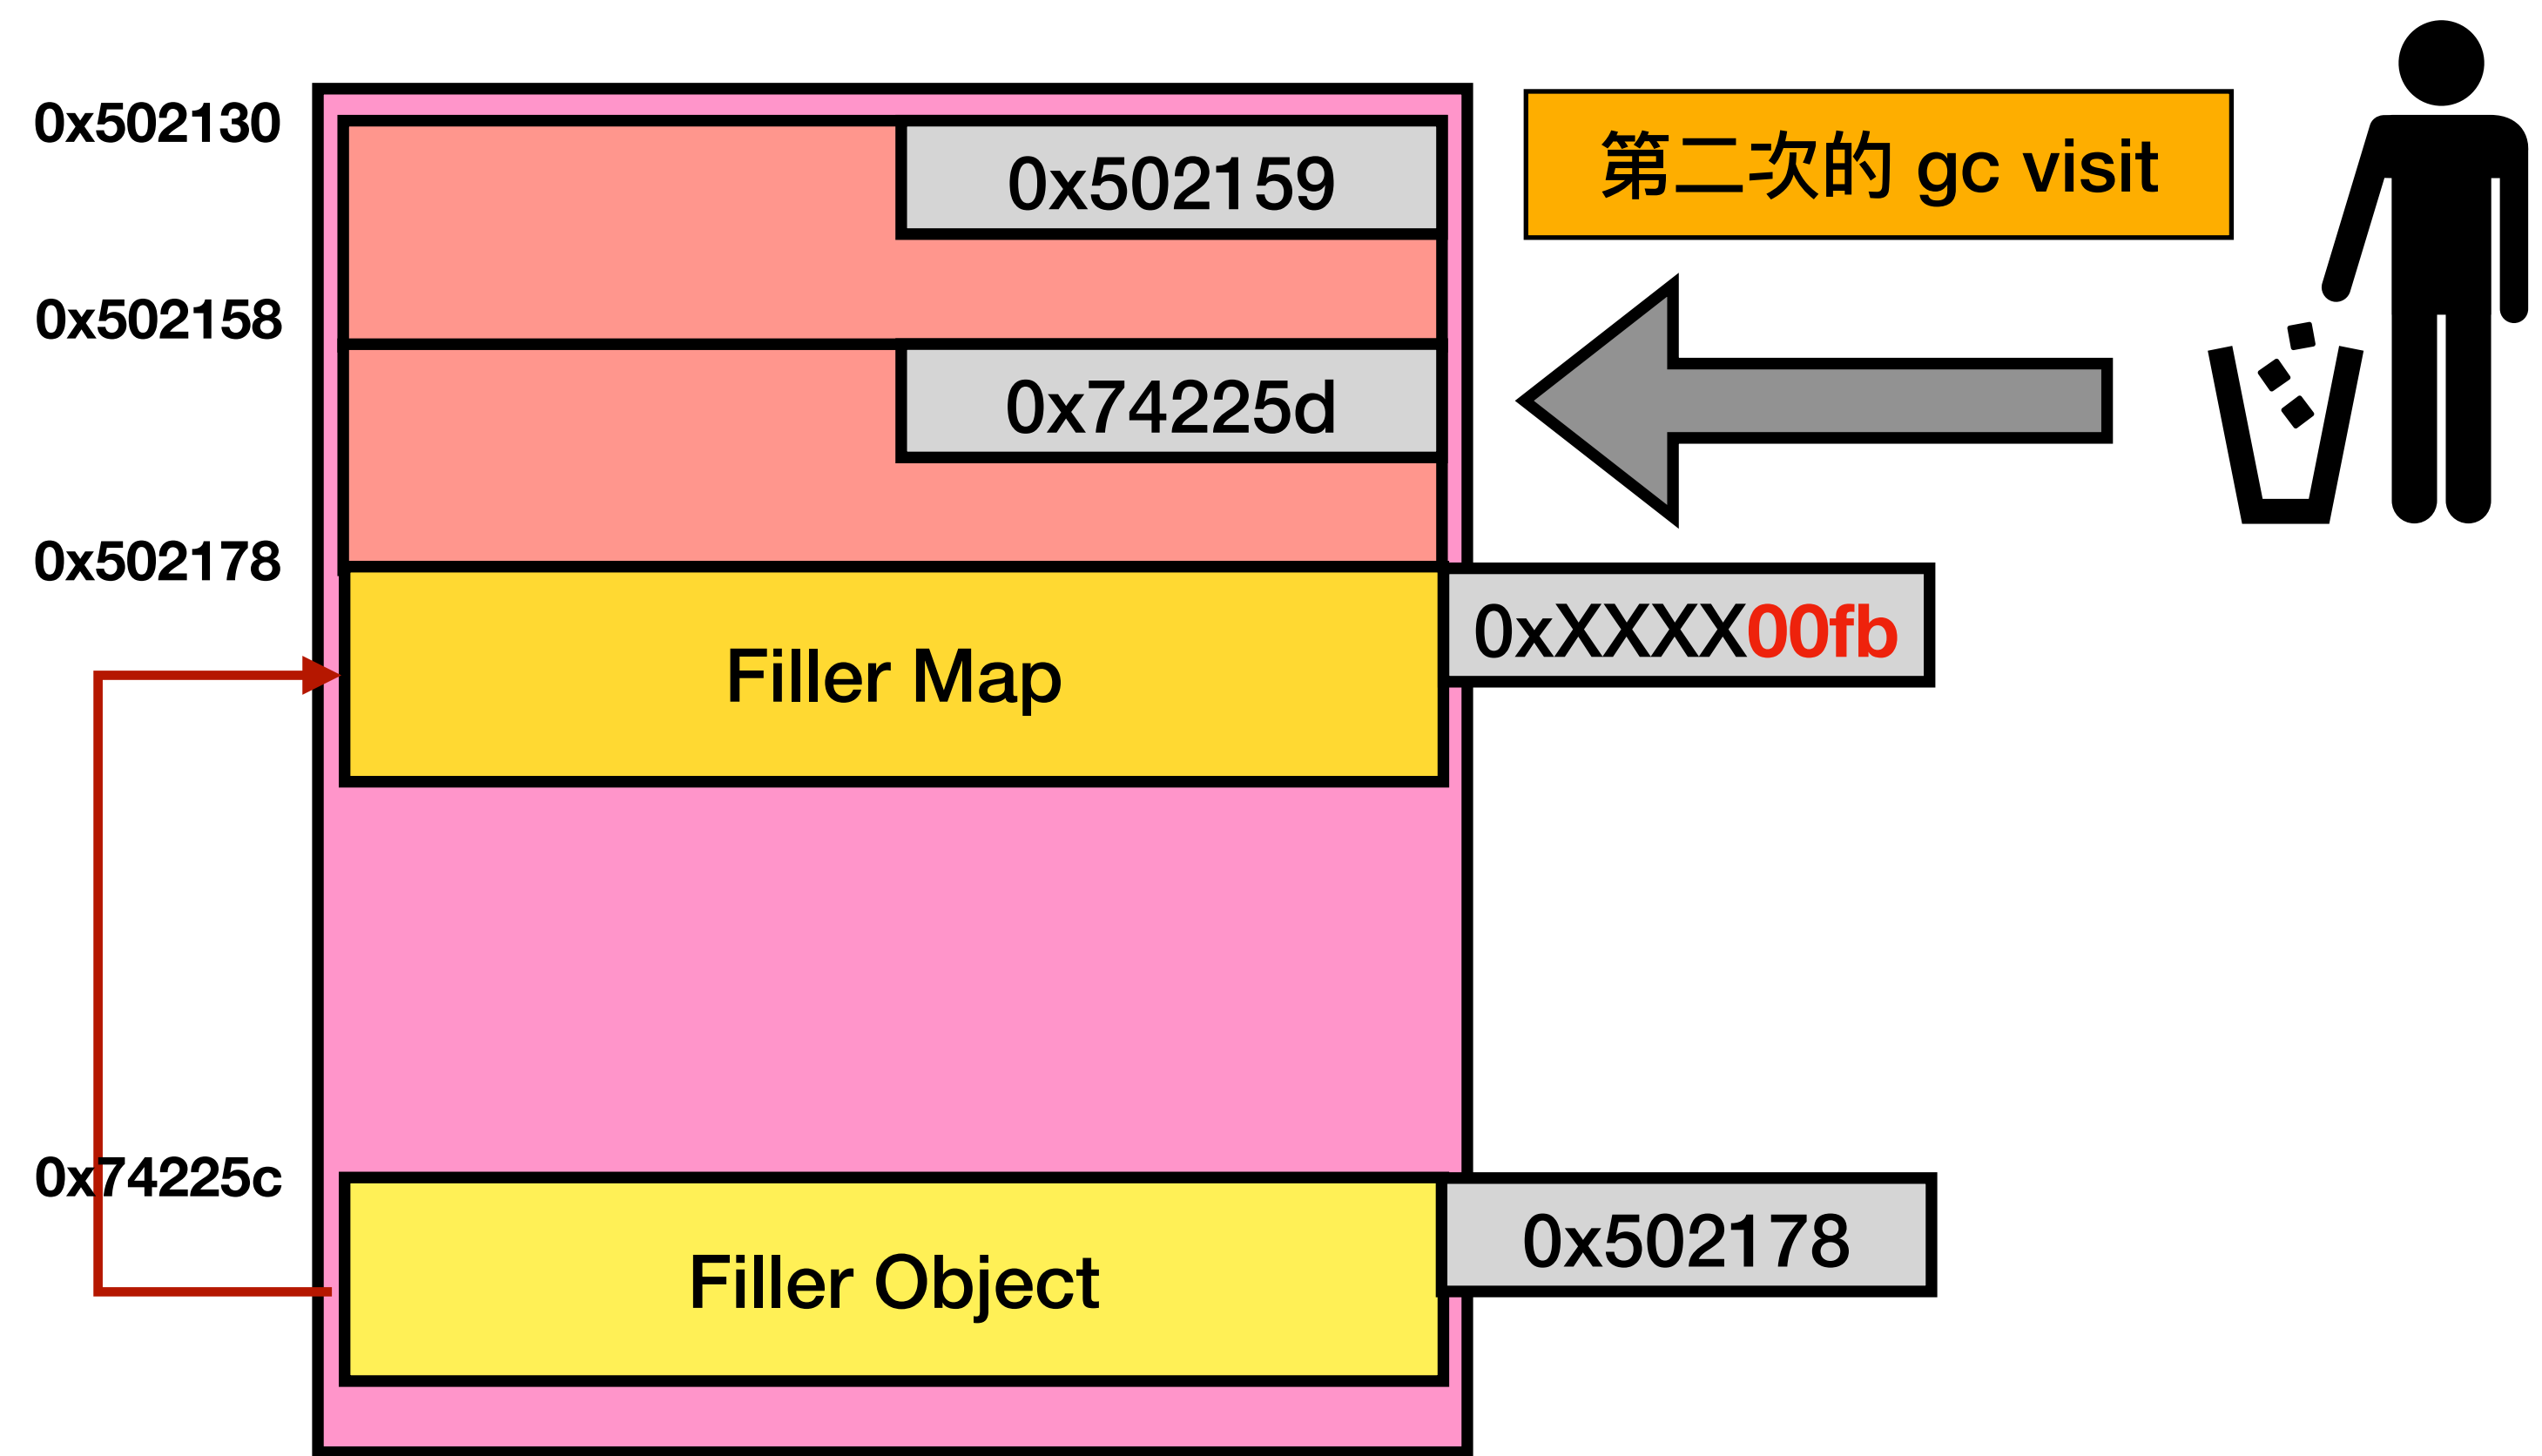 0x502130
0x502159
第二次的 gc visit
0x502158
0x74225d
0x502178
Filler Map
0xXXXX00fb
0x74225c
Filler Object
0x502178